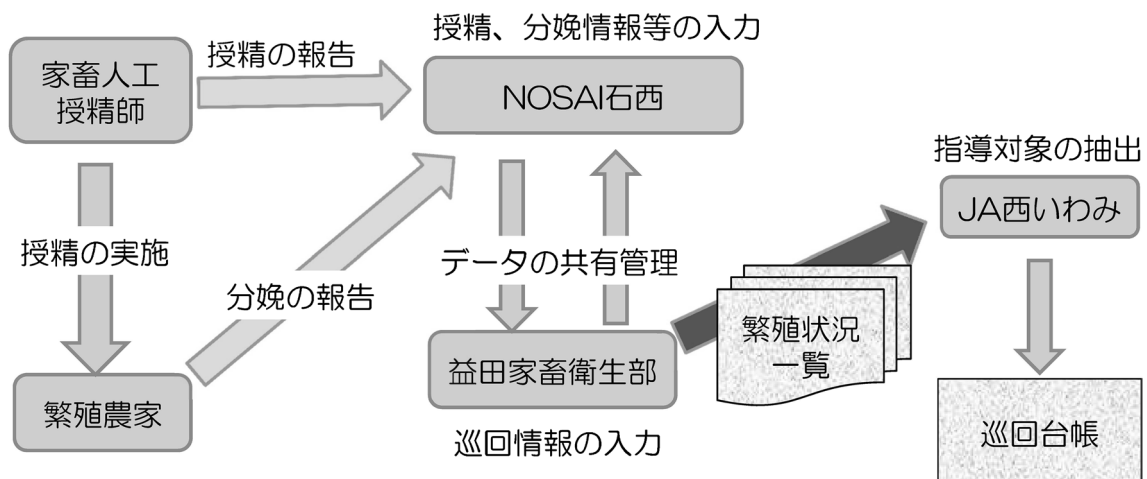 授精、分娩情報等の入力
授精の報告
家畜人工
授精師
NOSAI石西
指導対象の抽出
JA西いわみ
授精の実施
データの共有管理
分娩の報告
繁殖状況
一覧
益田家畜衛生部
繁殖農家
巡回台帳
巡回情報の入力